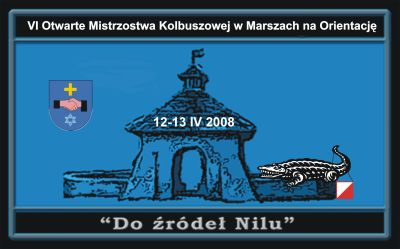 VI Otwarte Mistrzostwa Kolbuszowej w Marszach na Orientację
12-13 IV 2008
“Do źródeł Nilu”